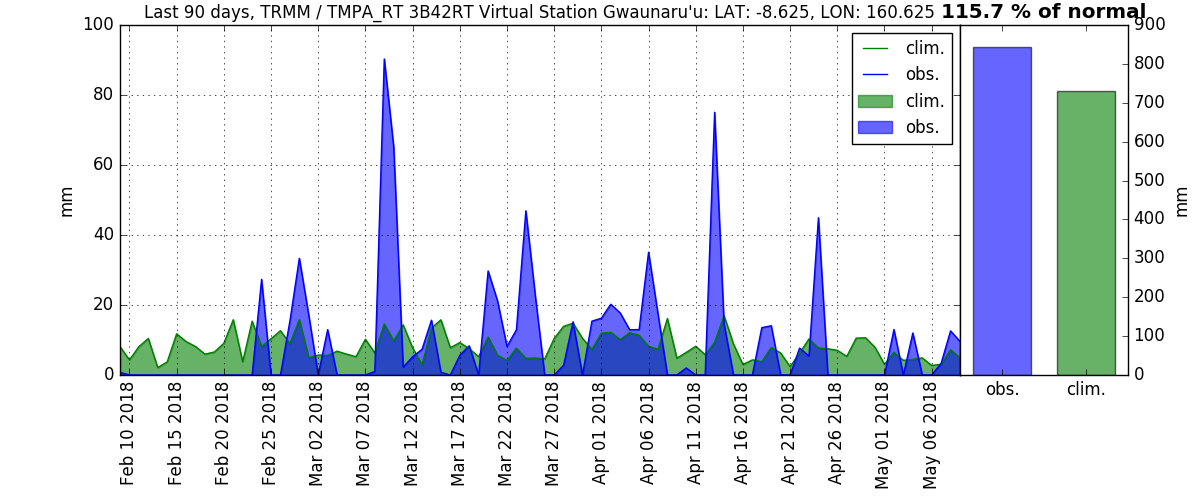 Last 90 days, TRMM / TMPA_RT 3B42RT Virtual Station Gwaunaru'u: LAT: -8.625, LON: 160.625 115.7 % of normal
100
80
60
40
20
0
mm
clim.
obs.
clim.
obs.
900
800
700
600
500
400
300
200
100
0
mm
obs.
clim.
Feb 10 2018
Feb 15 2018
Feb 20 2018
Feb 25 2018
Mar 02 2018
Mar 07 2018
Mar 12 2018
Mar 17 2018
Mar 22 2018
Mar 27 2018
Apr 01 2018
Apr 06 2018
Apr 11 2018
Apr 16 2018
Apr 21 2018
Apr 26 2018
May 01 2018
May 06 2018